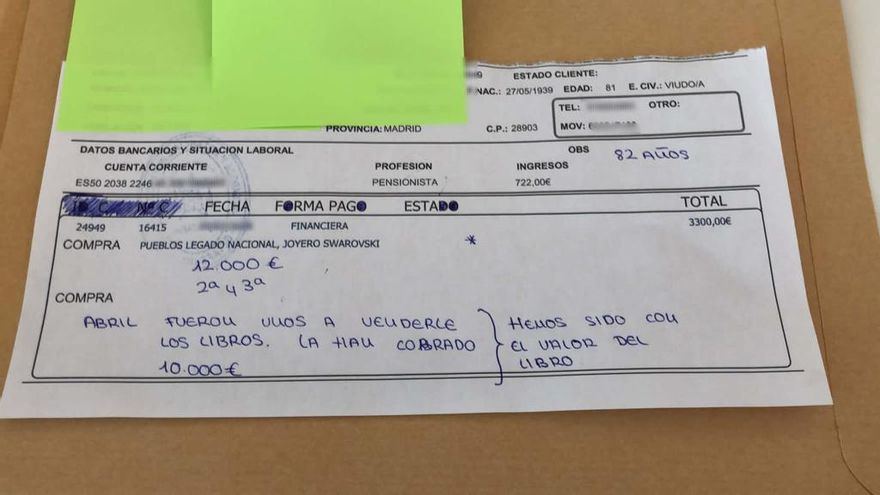 ESTADO CLIENTE:
NAC.: 27/05/1939 EDAD: 81 E. CIV.: VIUDO/A
TEL: OTRO:
PROVINCIA: MADRID C.P.: 28903 MOV:
DATOS BANCARIOS Y SITUACION LABORAL OBS 82 AÑOS
CUENTA CORRIENTE PROFESION INGRESOS
ES50 2038 2246 PENSIONISTA 722,00€
Nº C FECHA FORMA PAGO ESTADO TOTAL
24949 16415 FINANCIERA 3300,00€
COMPRA PUEBLOS LEGADO NACIONAL, JOYERO SWAROVSKI *
12.000 €
2ª y 3ª
COMPRA
ABRIL FUERON UNOS A VENDERLE
LOS LIBROS. LA HAN COBRADO
10.000 €
HEMOS SIDO CON
EL VALOR DEL
LIBRO